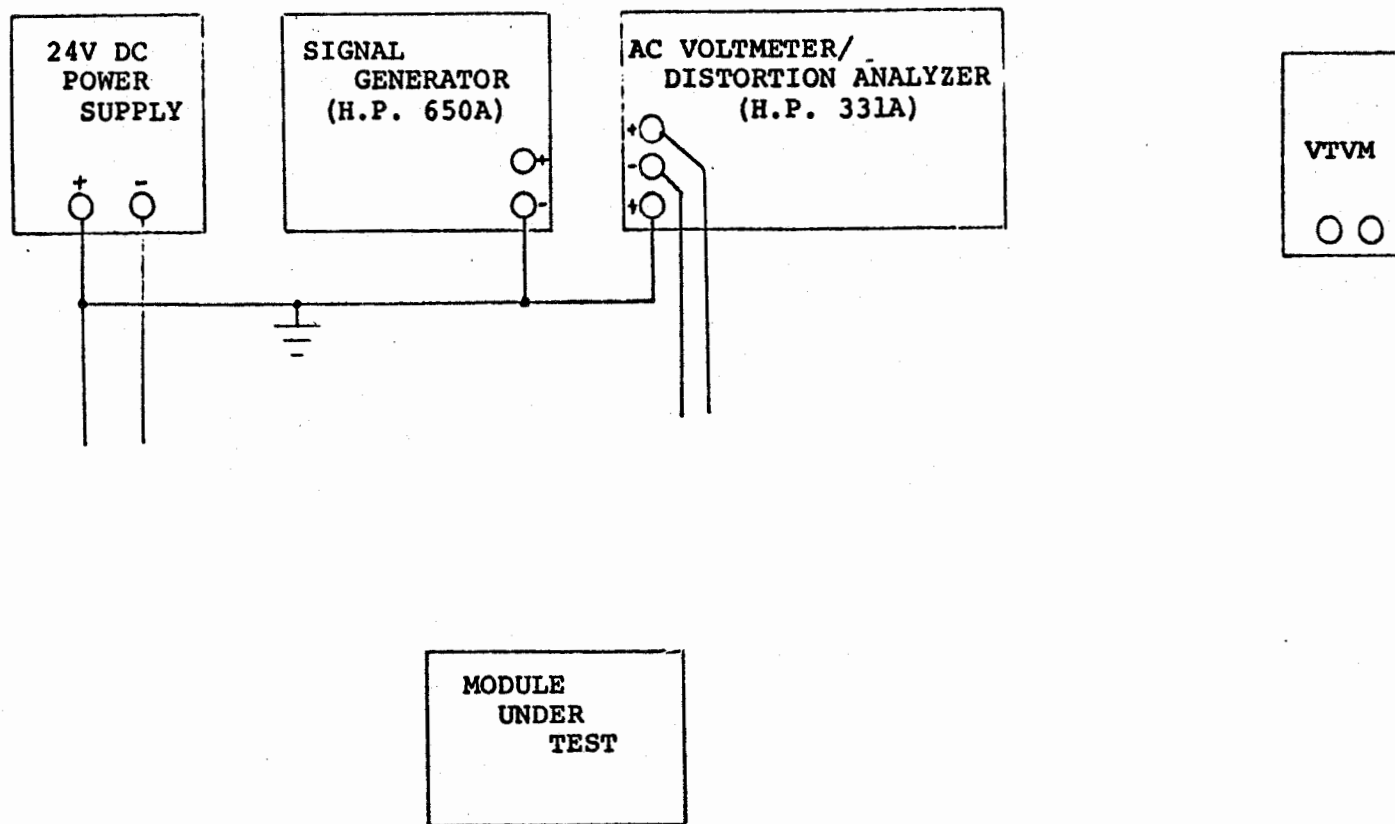 24V DC
POWER
SUPPLY
+ -
SIGNAL
GENERATOR
(H.P. 650A)
+
-
AC VOLTMETER/
DISTORTION ANALYZER
(H.P. 331A)
+
-
+
VTVM
MODULE
UNDER
TEST